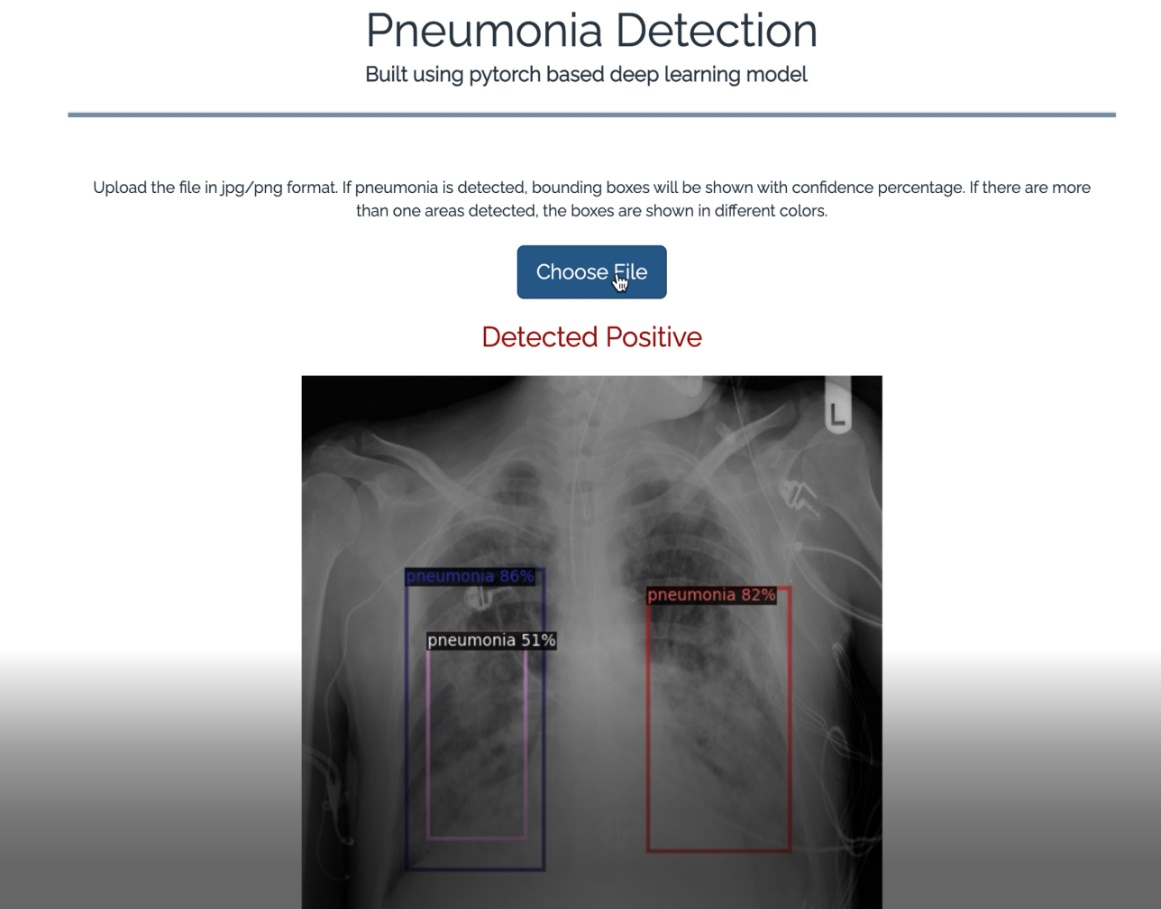 Pneumonia Detection
Built using pytorch based deep learning model
Upload the file in jpg/png format. If pneumonia is detected, bounding boxes will be shown with confidence percentage. If there are more
than one areas detected, the boxes are shown in different colors.
Choose File
Detected Positive
L
pneumonia 86%
pneumonia 82%
pneumonia 51%